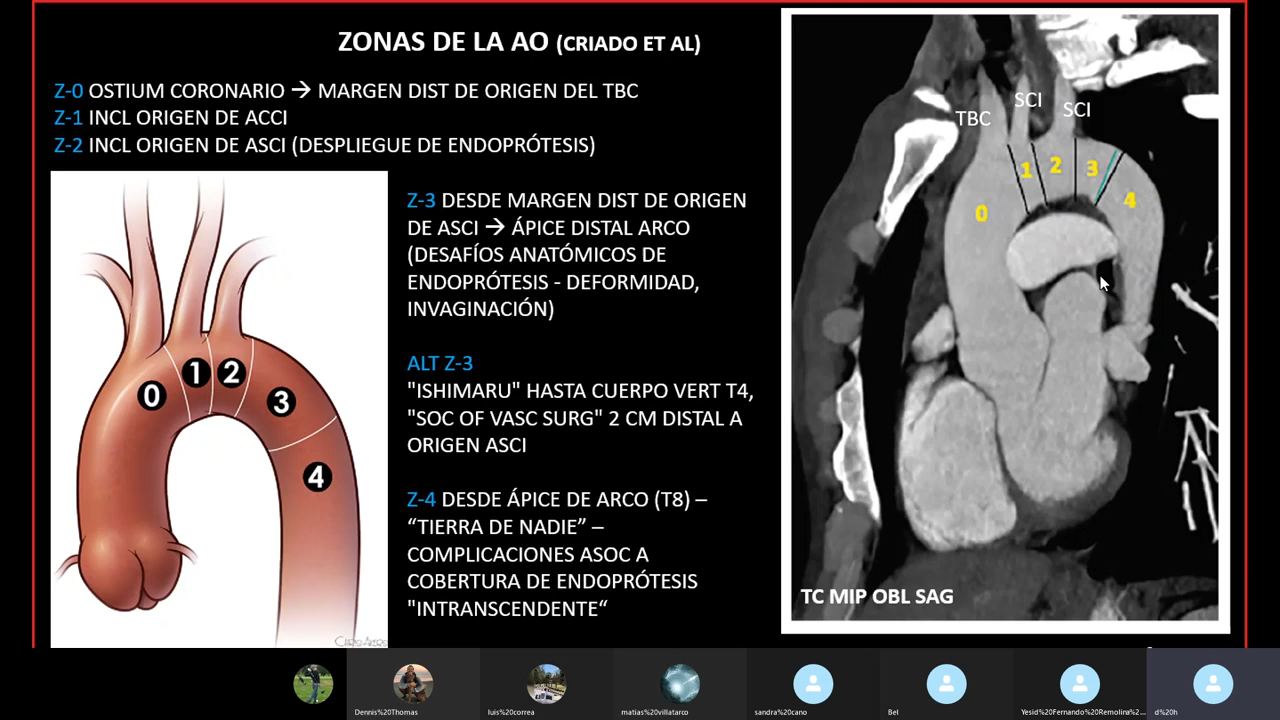 ZONAS DE LA AO (CRIADO ET AL)
Z-0 OSTIUM CORONARIO → MARGEN DIST DE ORIGEN DEL TBC
Z-1 INCL ORIGEN DE ACCI
Z-2 INCL ORIGEN DE ASCI (DESPLIEGUE DE ENDOPRÓTESIS)
0
1
2
3
4
Z-3 DESDE MARGEN DIST DE ORIGEN
DE ASCI → ÁPICE DISTAL ARCO
(DESAFÍOS ANATÓMICOS DE
ENDOPRÓTESIS - DEFORMIDAD,
INVAGINACIÓN)
ALT Z-3
"ISHIMARU" HASTA CUERPO VERT T4,
"SOC OF VASC SURG" 2 CM DISTAL A
ORIGEN ASCI
Z-4 DESDE ÁPICE DE ARCO (T8) –
“TIERRA DE NADIE” –
COMPLICACIONES ASOC A
COBERTURA DE ENDOPRÓTESIS
"INTRANSCENDENTE“
TBC
SCI
SCI
0
1
2
3
4
TC MIP OBL SAG
Dennis%20Thomas
luis%20correa
matias%20villatarco
sandra%20cano
Bel
Yesid%20Fernando%20Remolina%2...
d%20h